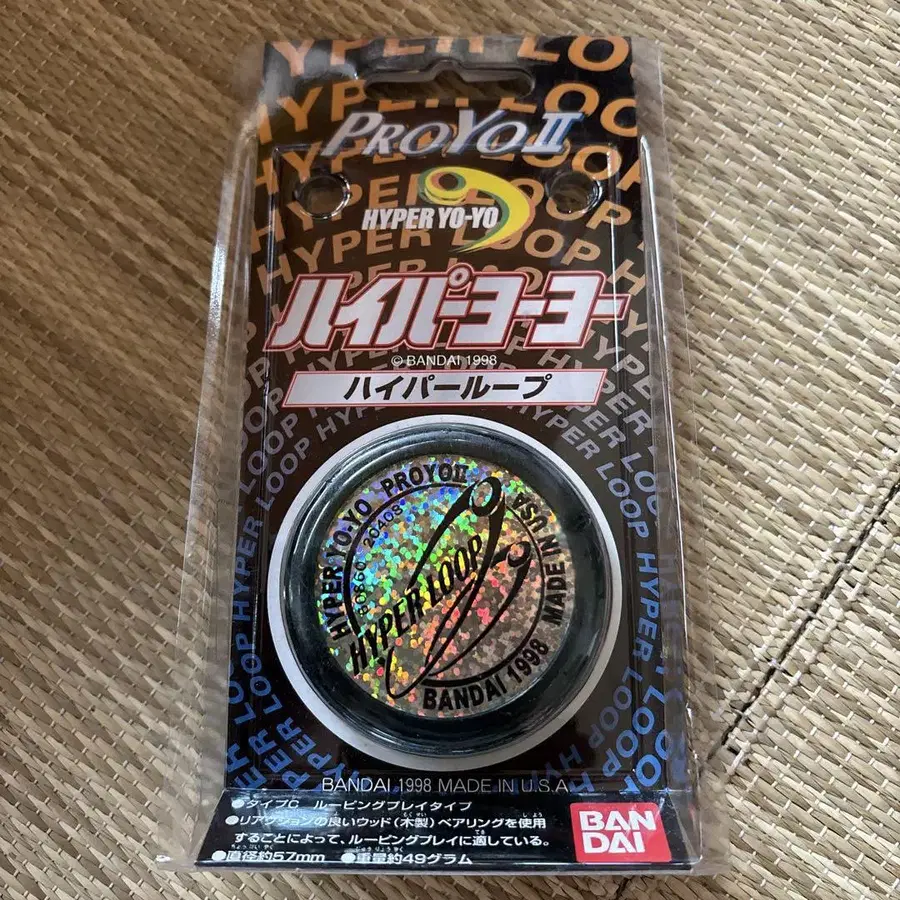 HYPER LOOP
PROYO II
HYPER YO-YO
ハイパーヨーヨー
© BANDAI 1998
ハイパーループ
HYPER YO-YO PROYO II
HYPER LOOP
MADE IN USA
BANDAI 1998
BANDAI 1998 MADE IN U.S.A.
●タイプC ルーピングプレイタイプ
●リアクションの良いウッド(木製)ベアリングを使用
することによって、ルーピングプレイに適している。
●直径約57mm ●重量約49グラム
BAN
DAI